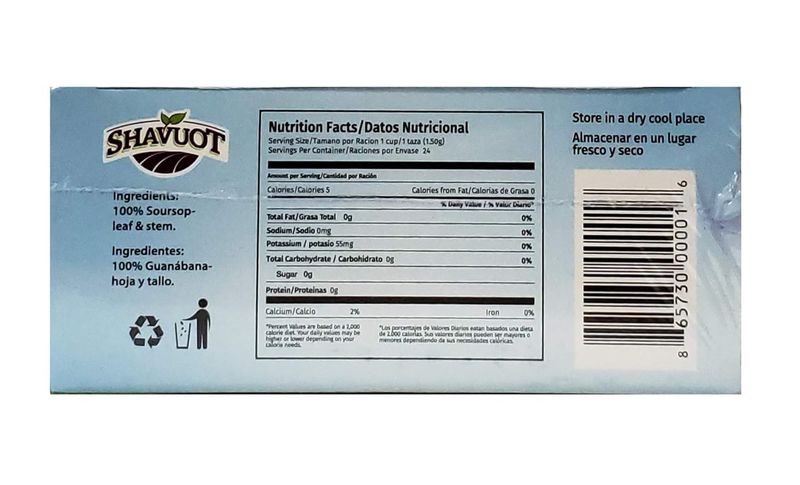 SHAVUOT
Ingredients:
100% Soursop-
leaf & stem.
Ingredientes:
100% Guanábana-
hoja y tallo.
Nutrition Facts/Datos Nutricional
Serving Size/Tamano por Racion 1 cup/1 taza (1.50g)
Servings Per Container/Raciones por Envase 24
Amount per Serving/Cantidad por Ración
Calories/Calories 5 Calories from Fat/Calorías de Grasa 0
% Daily Value / % Valor Diario*
Total Fat/Grasa Total 0g 0%
Sodium/Sodio 0mg 0%
Potassium / potasio 55mg 0%
Total Carbohydrate / Carbohidrato 0g 0%
Sugar 0g
Protein/Proteinas 0g
Calcium/Calcio 2% Iron 0%
*Percent Values are based on a 2,000
calorie diet. Your daily values may be
higher or lower depending on your
calorie needs.
*Los porcentajes de Valores Diarios eatan basados una dieta
de 2,000 calorias. Sus valores diarios pueden ser mayores o
menores dependiendo da sus necesidades calóricas.
Store in a dry cool place
Almacenar en un lugar
fresco y seco
8 65730 00001 6